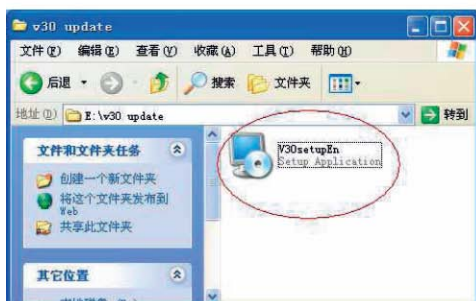 v30 update
文件(F) 编辑(E) 查看(V) 收藏(A) 工具(T) 帮助(H)
后退 搜索 文件夹
地址(D) E:\v30 update 转到
文件和文件夹任务
创建一个新文件夹
将这个文件夹发布到
Web
共享此文件夹
其它位置
V30setupEn
Setup Application